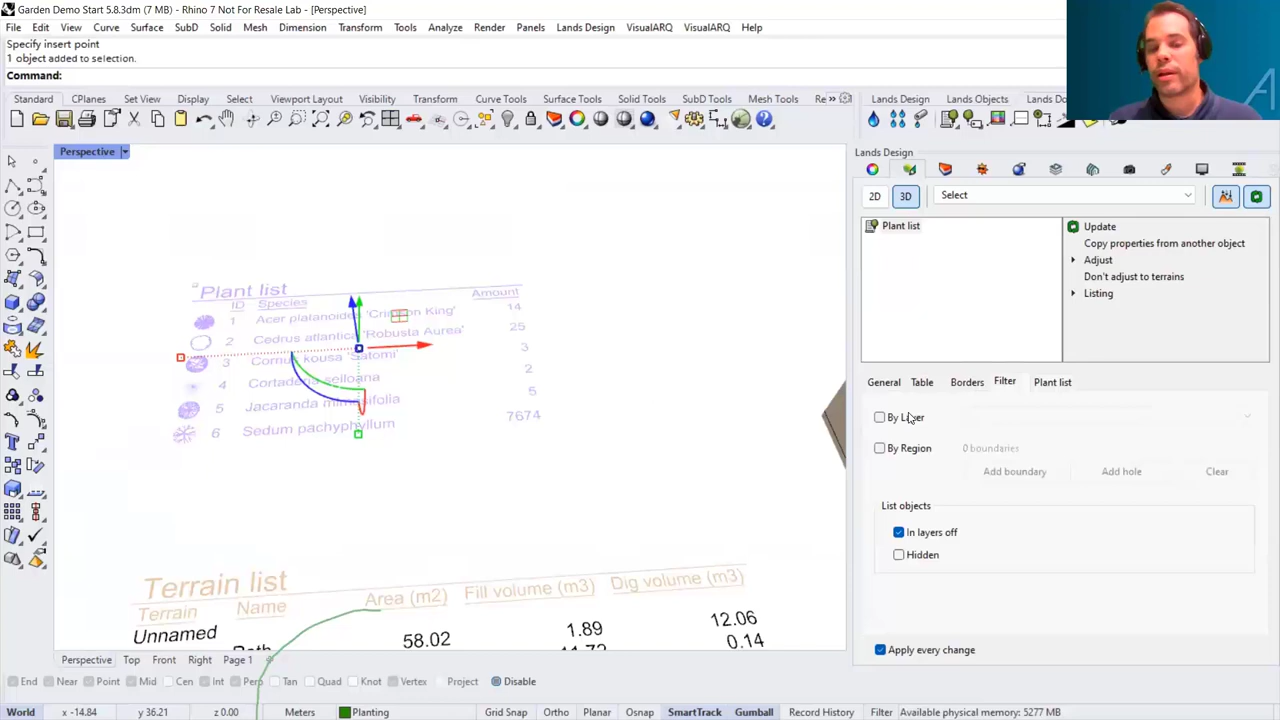 Garden Demo Start 5.8.3dm (7 MB) - Rhino 7 Not For Resale Lab - [Perspective]
File Edit View Curve Surface SubD Solid Mesh Dimension Transform Tools Analyze Render Panels Lands Design VisualARQ VisualARQ Help
Specify insert point
1 object added to selection.
Command:
Standard CPlanes Set View Display Select Viewport Layout Visibility Transform Curve Tools Surface Tools Solid Tools SubD Tools Mesh Tools Re Lands Design Lands Objects Lands Do
Perspective
Lands Design
2D 3D Select
Plant list
Update
Copy properties from another object
Adjust
Don't adjust to terrains
Listing
Plant list
ID Species Amount
1 Acer platanoides 'Crimson King' 14
2 Cedrus atlantica 'Robusta Aurea' 25
3 Cornus kousa 'Satomi' 3
4 Cortaderia selloana 2
5 Jacaranda mimosifolia 5
6 Sedum pachyphyllum 7674
General Table Borders Filter Plant list
By Layer
By Region 0 boundaries
Add boundary Add hole Clear
List objects
In layers off
Hidden
Apply every change
Terrain list
Terrain Name Area (m2) Fill volume (m3) Dig volume (m3)
Unnamed 58.02 1.89 12.06
0.14
Perspective Top Front Right Page 1
End Near Point Mid Cen Int Perp Tan Quad Knot Vertex Project Disable
World x -14.84 y 36.21 z 0.00 Meters Planting Grid Snap Ortho Planar Osnap SmartTrack Gumball Record History Filter Available physical memory: 5277 MB